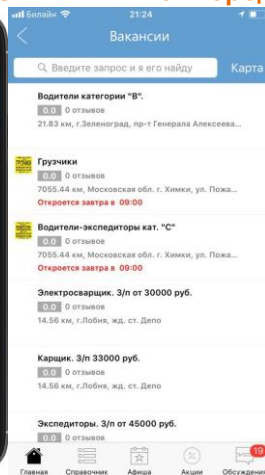 Билайн 21:24
Вакансии
Введите запрос и я его найду Карта
Водители категории "В".
0.0 0 отзывов
21.83 км, г.Зеленоград, пр-т Генерала Алексеева...
Грузчики
0.0 0 отзывов
7055.44 км, Московская обл. г. Химки, ул. Пожа...
Откроется завтра в 09:00
Водители-экспедиторы кат. "С"
0.0 0 отзывов
7055.44 км, Московская обл. г. Химки, ул. Пожа...
Откроется завтра в 09:00
Электросварщик. З/п от 30000 руб.
0.0 0 отзывов
14.56 км, г.Лобня, жд. ст. Депо
Карщик. З/п 33000 руб.
0.0 0 отзывов
14.56 км, г.Лобня, жд. ст. Депо
Экспедиторы. З/п от 45000 руб.
0.0 0 отзывов
19
Главная Справочник Афиша Акции Обсуждения